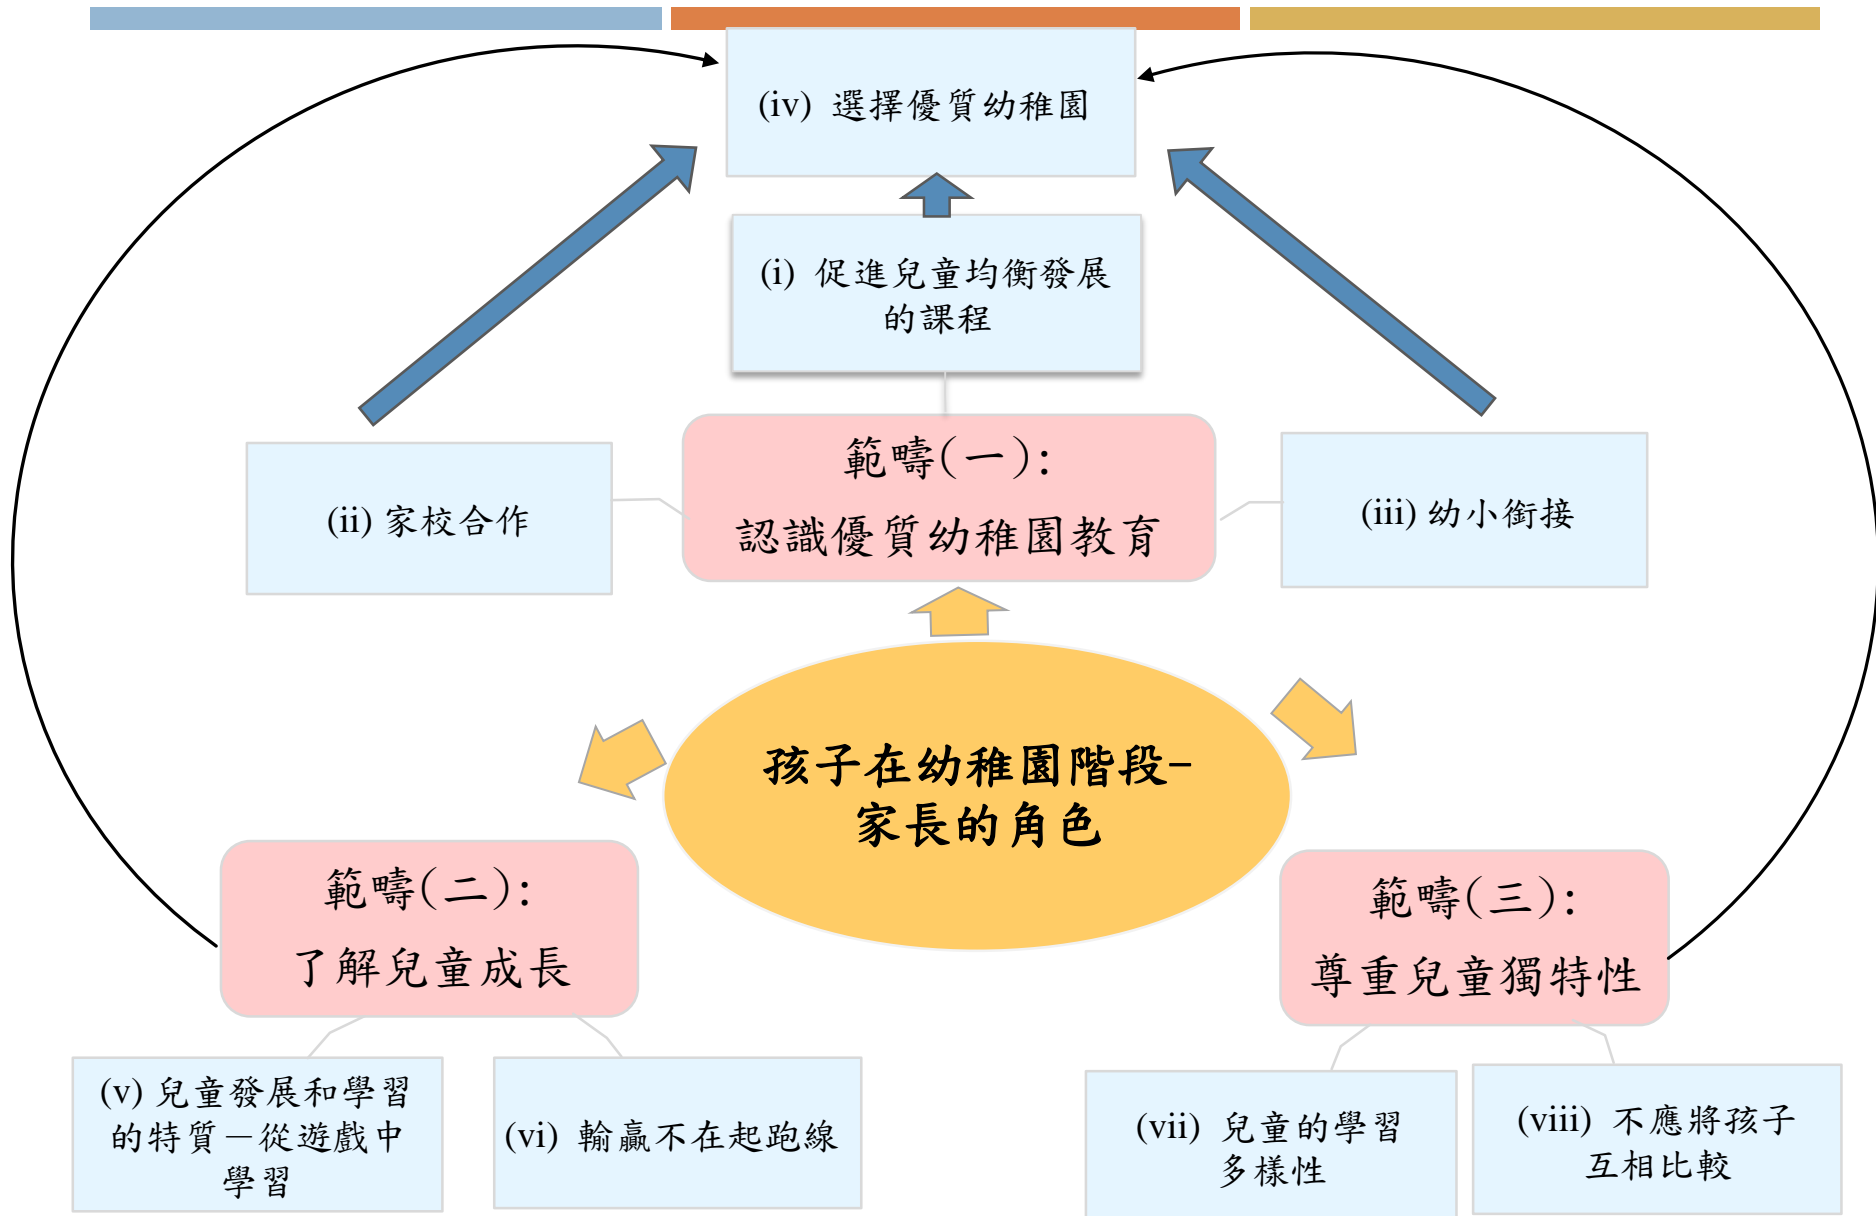 (iv) 選擇優質幼稚園
(i) 促進兒童均衡發展
的課程
範疇(一):
認識優質幼稚園教育
(ii) 家校合作
(iii) 幼小銜接
孩子在幼稚園階段-
家長的角色
範疇(二):
了解兒童成長
範疇(三):
尊重兒童獨特性
(v) 兒童發展和學習
的特質－從遊戲中
學習
(vi) 輸贏不在起跑線
(vii) 兒童的學習
多樣性
(viii) 不應將孩子
互相比較